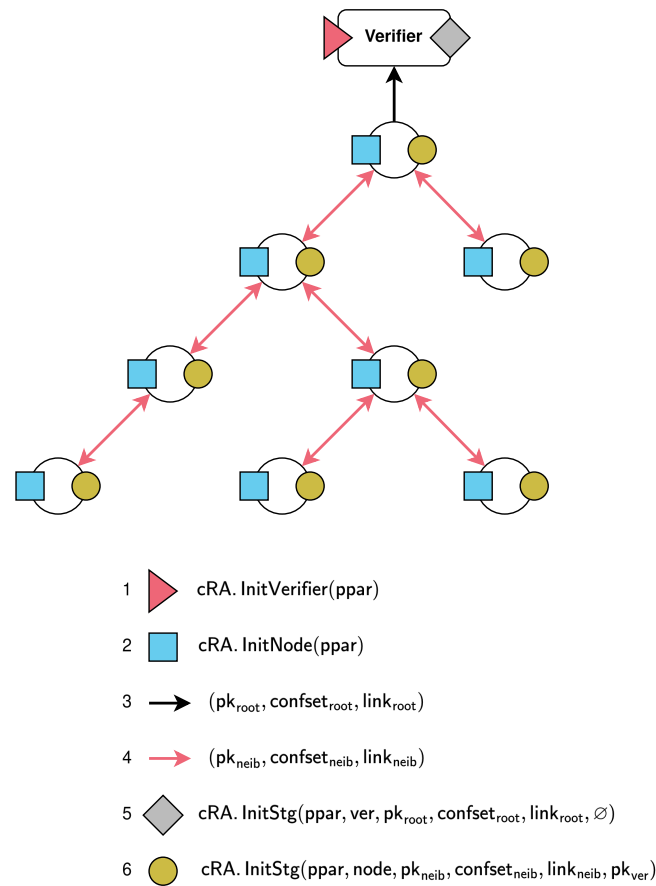 Verifier
1 cRA. InitVerifier(ppar)
2 cRA. InitNode(ppar)
3 (pk_root, confset_root, link_root)
4 (pk_neib, confset_neib, link_neib)
5 cRA. InitStg(ppar, ver, pk_root, confset_root, link_root, ∅)
6 cRA. InitStg(ppar, node, pk_neib, confset_neib, link_neib, pk_ver)